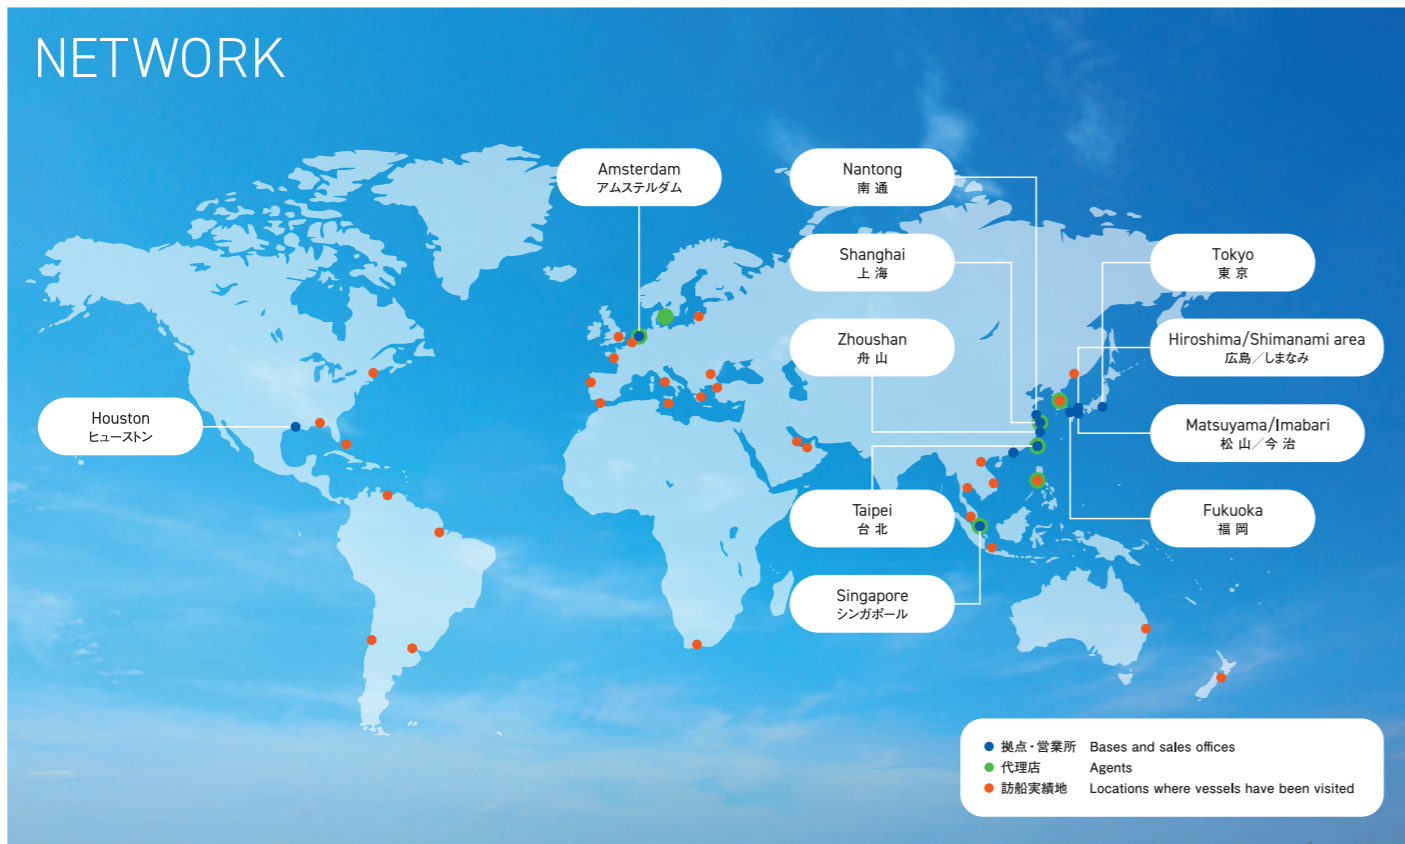 NETWORK
Amsterdam
アムステルダム
Nantong
南 通
Shanghai
上 海
Tokyo
東 京
Zhoushan
舟 山
Hiroshima/Shimanami area
広島／しまなみ
Houston
ヒューストン
Matsuyama/Imabari
松 山／今 治
Taipei
台 北
Fukuoka
福 岡
Singapore
シンガポール
拠点・営業所 Bases and sales offices
代理店 Agents
訪船実績地 Locations where vessels have been visited